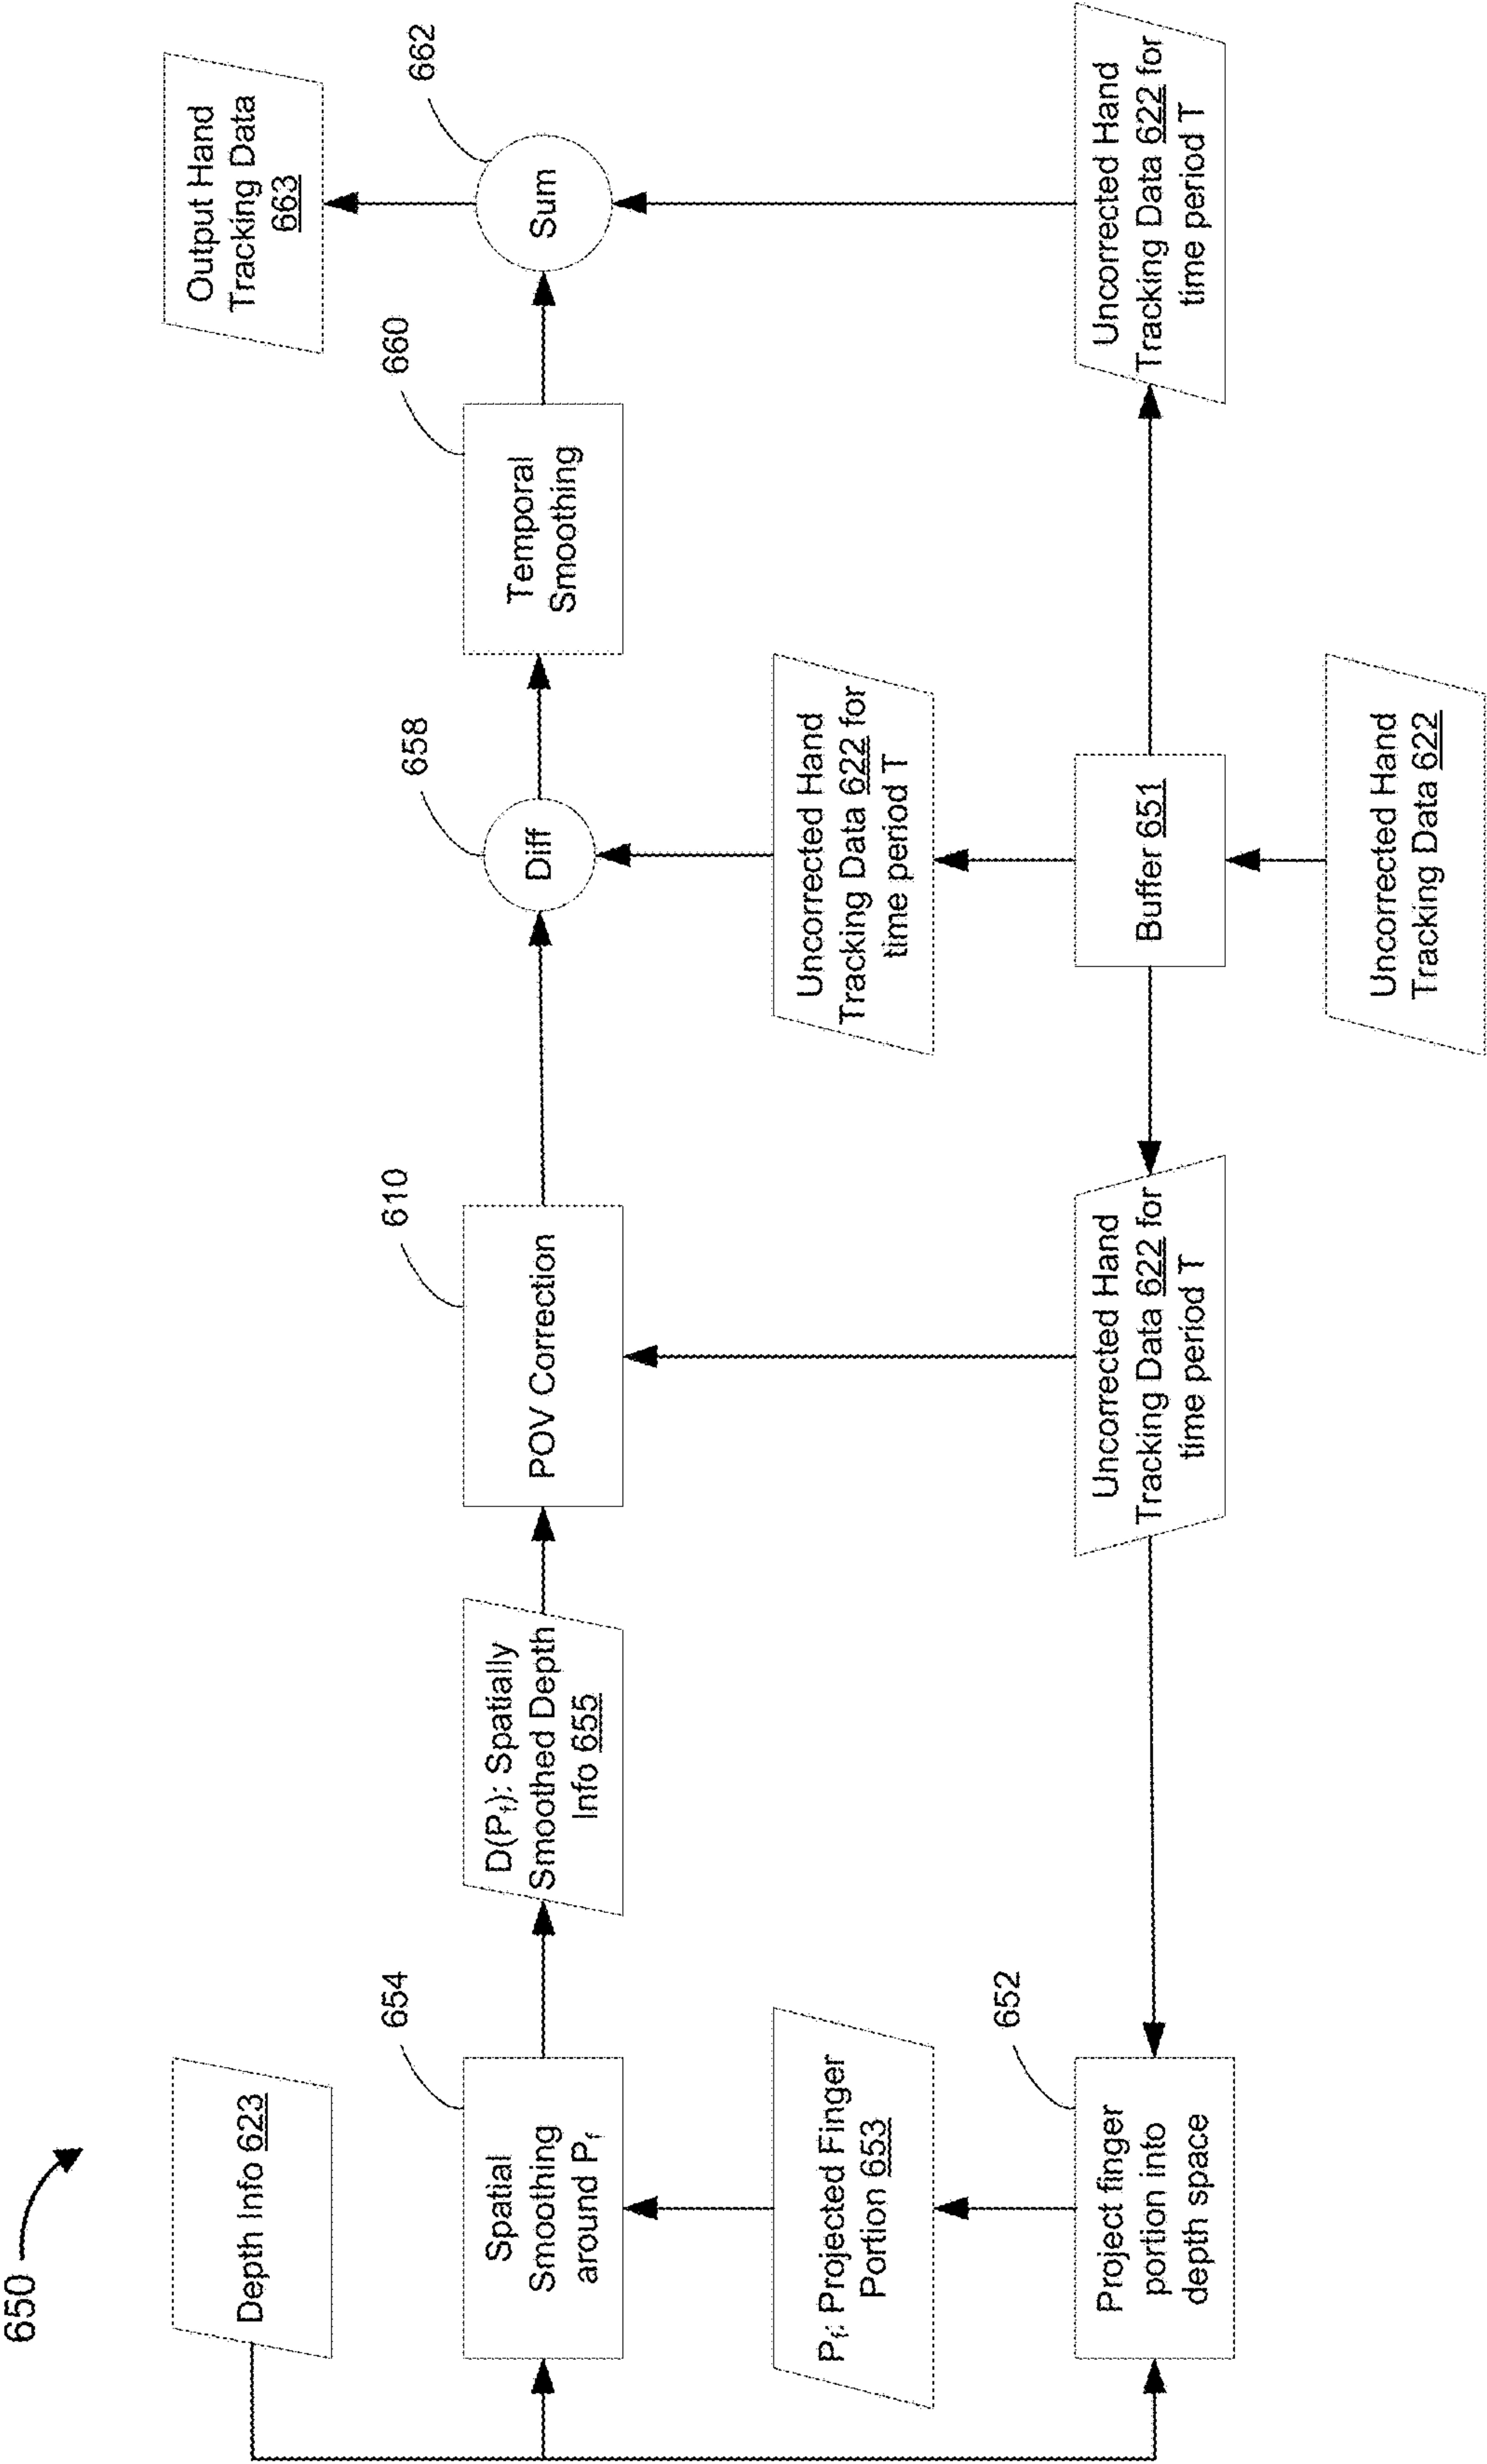 650
Depth Info 623
654
Spatial
Smoothing
around Pf
Pf: Projected Finger
Portion 653
652
Project finger
portion into
depth space
D(Pf): Spatially
Smoothed Depth
Info 655
610
POV Correction
Uncorrected Hand
Tracking Data 622 for
time period T
658
Diff
Uncorrected Hand
Tracking Data 622 for
time period T
Buffer 651
Uncorrected Hand
Tracking Data 622
660
Temporal
Smoothing
662
Sum
Output Hand
Tracking Data
663
Uncorrected Hand
Tracking Data 622 for
time period T